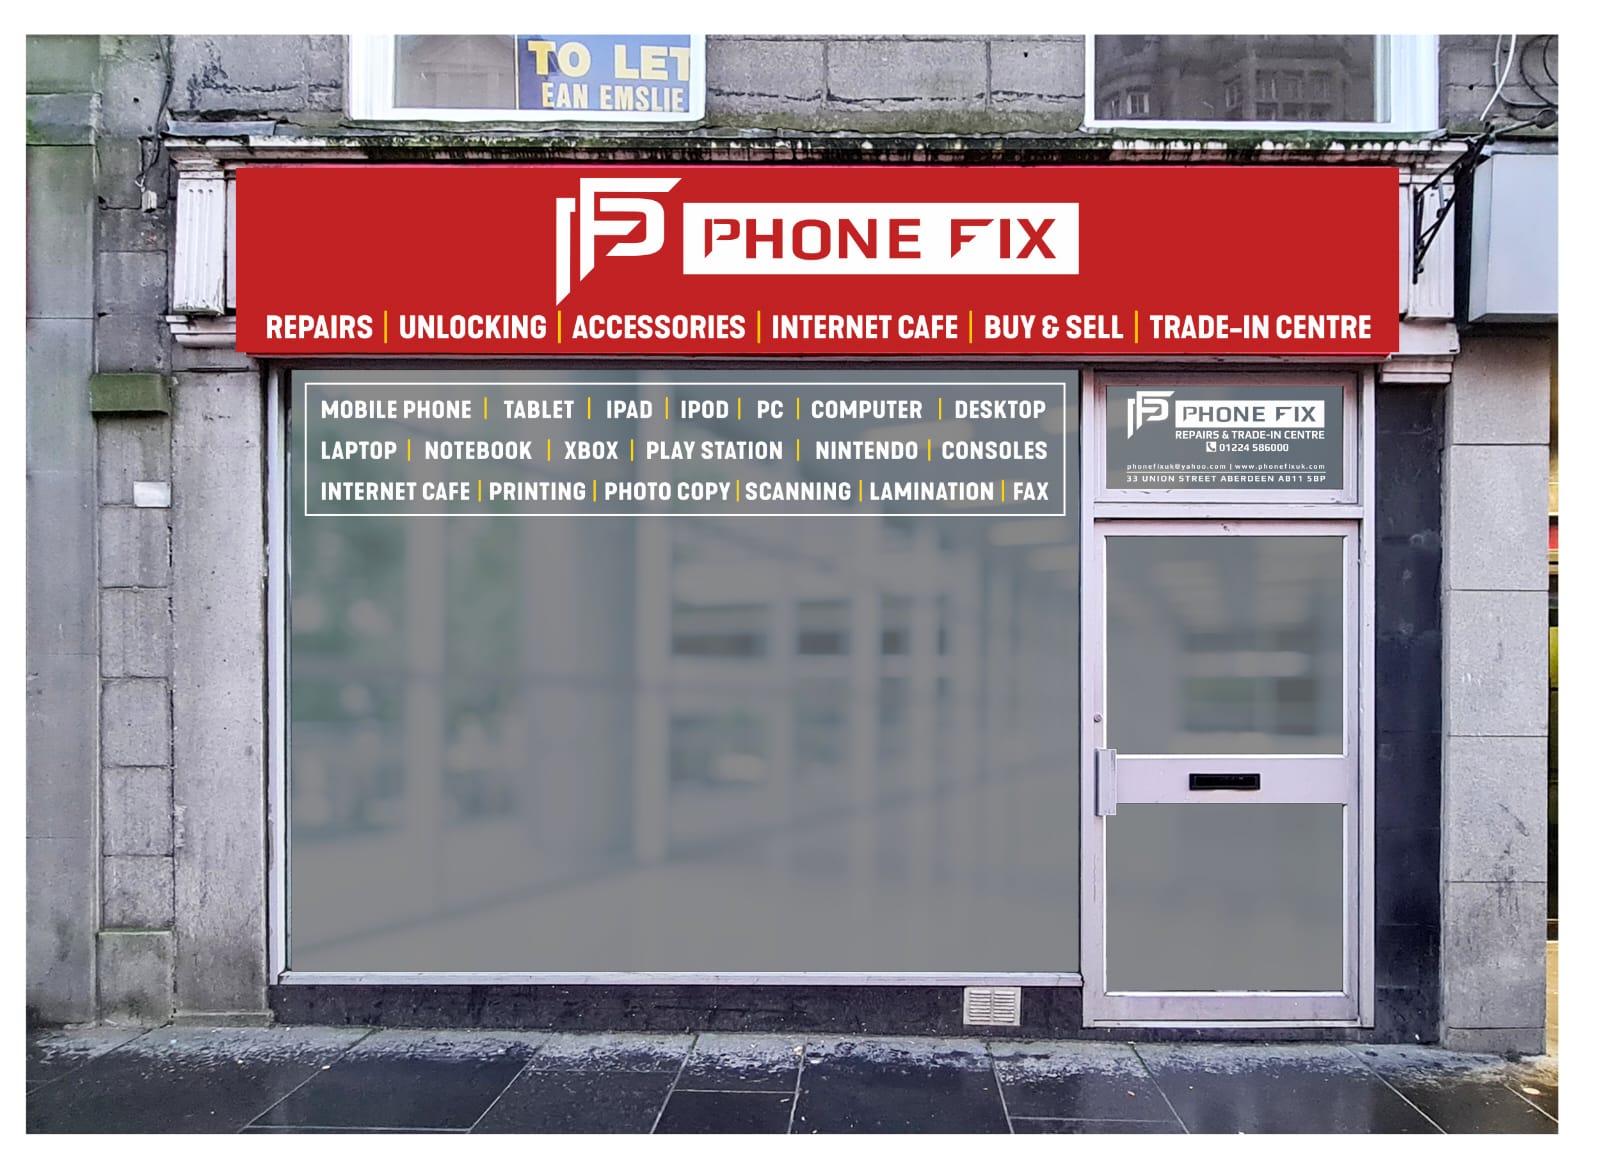 TO LET
EAN EMSLIE
PHONE FIX
REPAIRS | UNLOCKING | ACCESSORIES | INTERNET CAFE | BUY & SELL | TRADE-IN CENTRE
MOBILE PHONE | TABLET | IPAD | IPOD | PC | COMPUTER | DESKTOP
LAPTOP | NOTEBOOK | XBOX | PLAY STATION | NINTENDO | CONSOLES
INTERNET CAFE | PRINTING | PHOTO COPY | SCANNING | LAMINATION | FAX
PHONE FIX
REPAIRS & TRADE-IN CENTRE
01224 586000
phonefixuk@yahoo.com | www.phonefixuk.com
33 UNION STREET ABERDEEN AB11 5BP